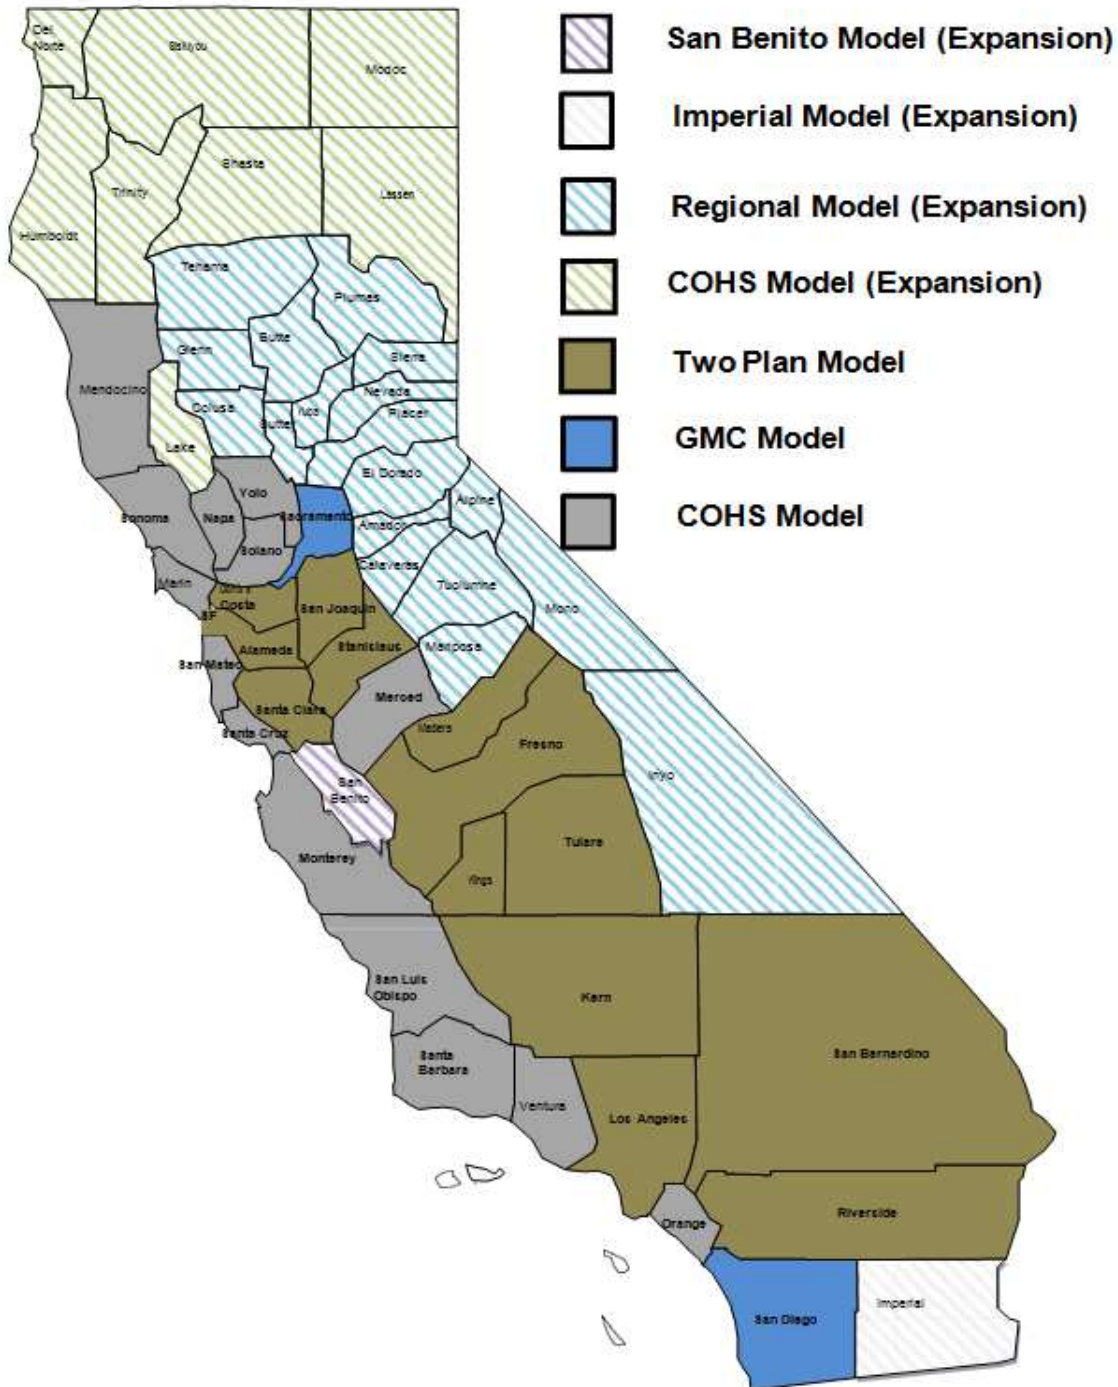 San Benito Model (Expansion)
Imperial Model (Expansion)
Regional Model (Expansion)
COHS Model (Expansion)
Two Plan Model
GMC Model
COHS Model
Del
Norte
Siskiyou
Modoc
Shasta
Trinity
Lassen
Humboldt
Tehama
Plumas
Butte
Glenn
Sierra
Mendocino
Nevada
Colusa
Yuba
Placer
Sutter
Lake
El Dorado
Yolo
Alpine
Sonoma
Napa
Sacramento
Amador
Solano
Calaveras
Marin
Tuolumne
Costa
San Joaquin
Mono
SF
Alameda
Stanislaus
Mariposa
San Mateo
Merced
Santa Clara
Madera
Santa Cruz
Fresno
Inyo
San
Benito
Tulare
Monterey
Kings
San Luis
Obispo
Kern
Santa
Barbara
San Bernardino
Ventura
Los Angeles
Orange
Riverside
Imperial
San Diego